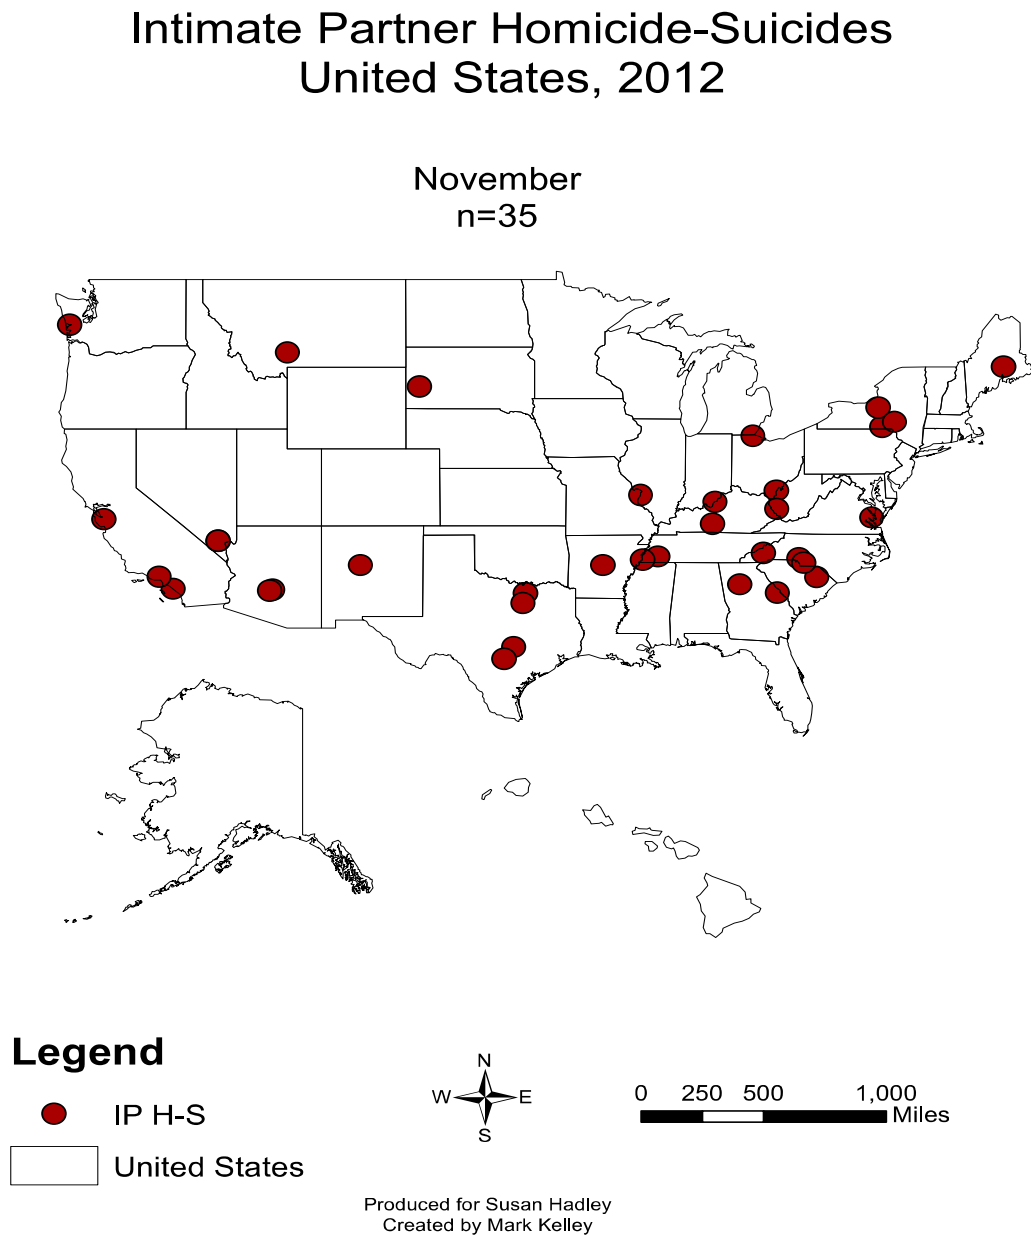 Intimate Partner Homicide-Suicides
United States, 2012
November
n=35
Legend
IP H-S
United States
N
W E
S
0 250 500 1,000
Miles
Produced for Susan Hadley
Created by Mark Kelley